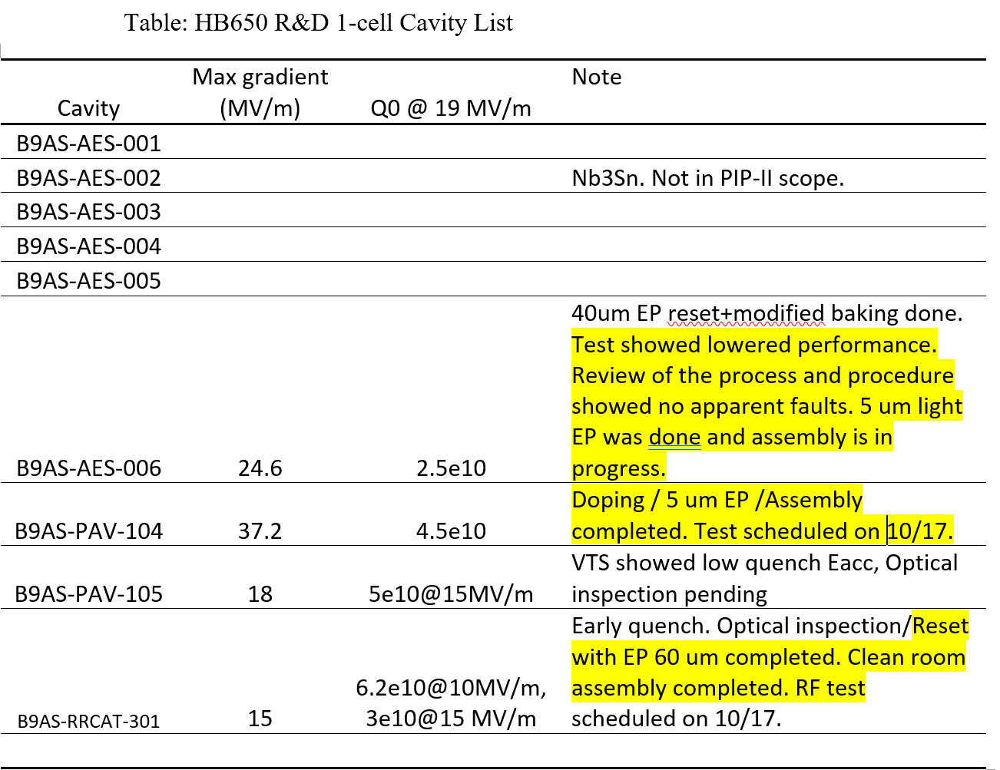 Table: HB650 R&D 1-cell Cavity List
Max gradient Note
Cavity (MV/m) Q0 @ 19 MV/m
B9AS-AES-001
B9AS-AES-002 Nb3Sn. Not in PIP-II scope.
B9AS-AES-003
B9AS-AES-004
B9AS-AES-005
40um EP reset+modified baking done.
Test showed lowered performance.
Review of the process and procedure
showed no apparent faults. 5 um light
EP was done and assembly is in
B9AS-AES-006 24.6 2.5e10 progress.
Doping / 5 um EP /Assembly
B9AS-PAV-104 37.2 4.5e10 completed. Test scheduled on 10/17.
VTS showed low quench Eacc, Optical
B9AS-PAV-105 18 5e10@15MV/m inspection pending
Early quench. Optical inspection/Reset
with EP 60 um completed. Clean room
6.2e10@10MV/m, assembly completed. RF test
B9AS-RRCAT-301 15 3e10@15 MV/m scheduled on 10/17.